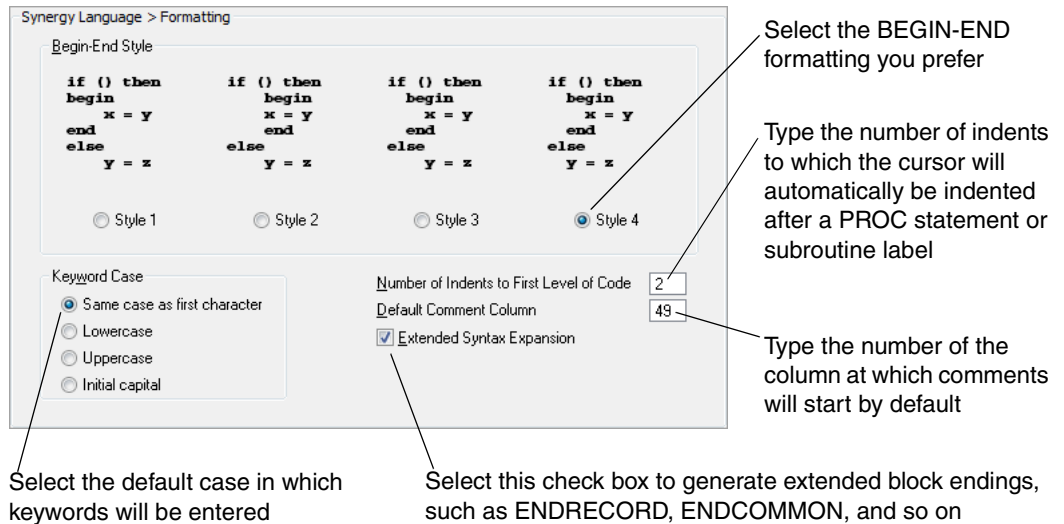 Synergy Language > Formatting
Begin-End Style
if () then
begin
x = y
end
else
y = z
if () then
begin
x = y
end
else
y = z
if () then
begin
x = y
end
else
y = z
if () then
begin
x = y
end
else
y = z
Style 1
Style 2
Style 3
Style 4
Select the BEGIN-END
formatting you prefer
Type the number of indents
to which the cursor will
automatically be indented
after a PROC statement or
subroutine label
Keyword Case
Same case as first character
Lowercase
Uppercase
Initial capital
Number of Indents to First Level of Code 2
Default Comment Column 49
Extended Syntax Expansion
Type the number of the
column at which comments
will start by default
Select the default case in which
keywords will be entered
Select this check box to generate extended block endings,
such as ENDRECORD, ENDCOMMON, and so on